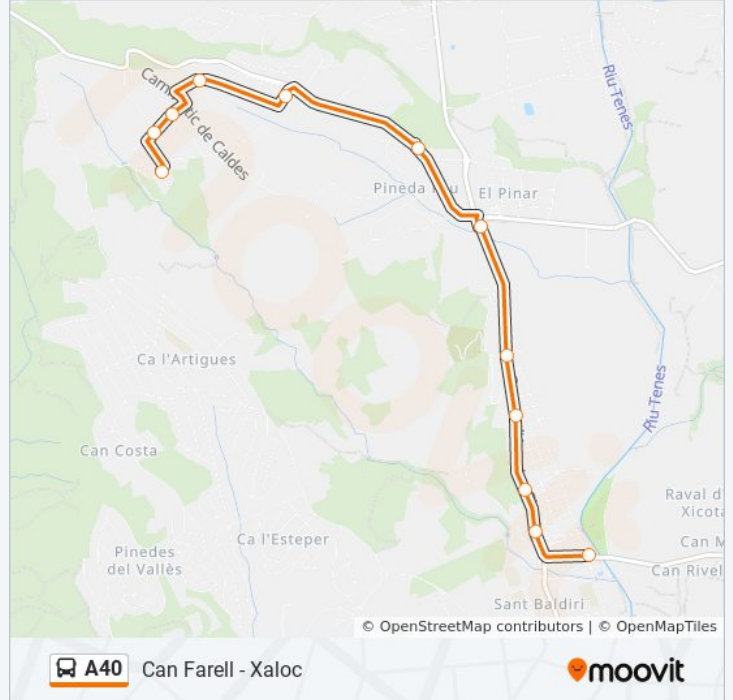 Riu Tenes
Camí
tic de Caldes
Pineda
u
El Pinar
Ca l'Artigues
Riu Tenes
Can Costa
Raval d
Xicota
Ca l'Esteper
Can M
Pinedes
del Vallès
Can Rivel
Sant Baldiri
© OpenStreetMap contributors | © OpenMapTiles
A40 Can Farell - Xaloc
moovit